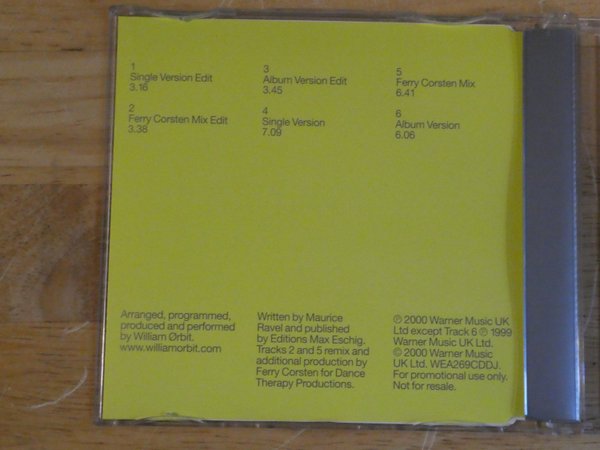 1
Single Version Edit
3.16
2
Ferry Corsten Mix Edit
3.38
3
Album Version Edit
3.45
4
Single Version
7.09
5
Ferry Corsten Mix
6.41
6
Album Version
6.06
Arranged, programmed,
produced and performed
by William Ørbit.
www.williamorbit.com
Written by Maurice
Ravel and published
by Editions Max Eschig.
Tracks 2 and 5 remix and
additional production by
Ferry Corsten for Dance
Therapy Productions.
℗ 2000 Warner Music UK
Ltd except Track 6 ℗ 1999
Warner Music UK Ltd.
© 2000 Warner Music
UK Ltd. WEA269CDDJ.
For promotional use only.
Not for resale.